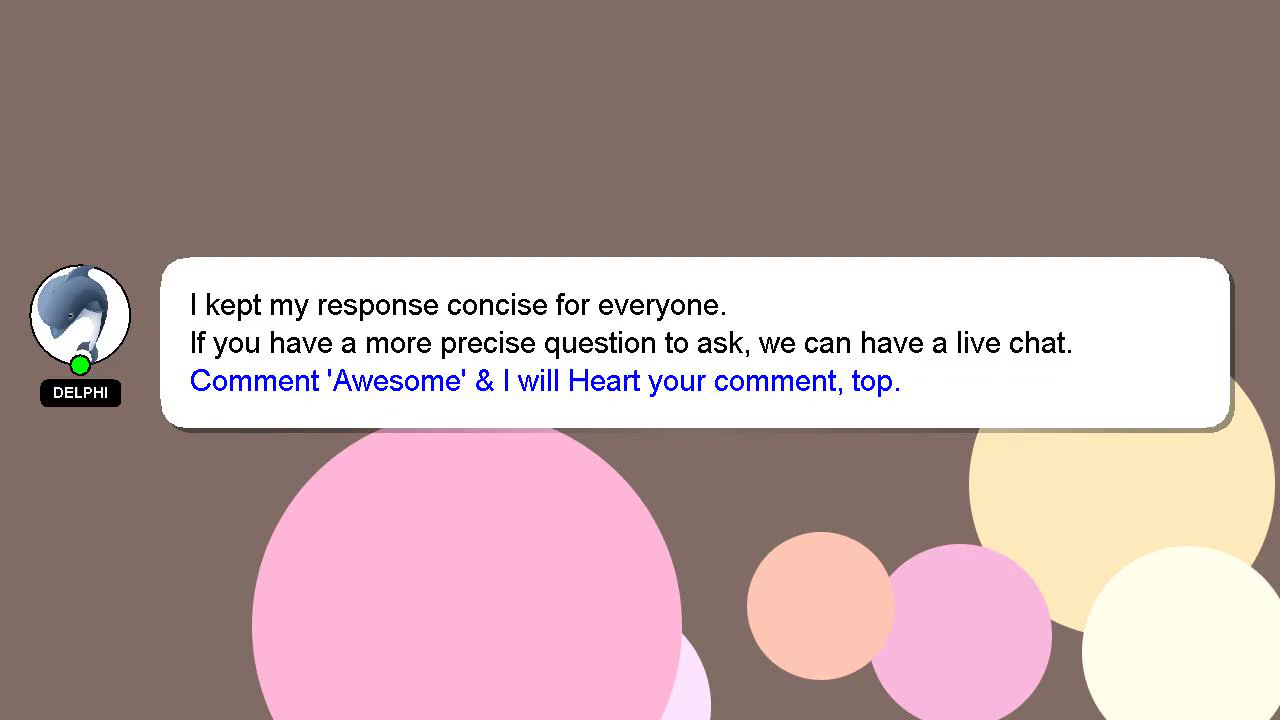 I kept my response concise for everyone.
If you have a more precise question to ask, we can have a live chat.
Comment 'Awesome' & I will Heart your comment, top.
DELPHI